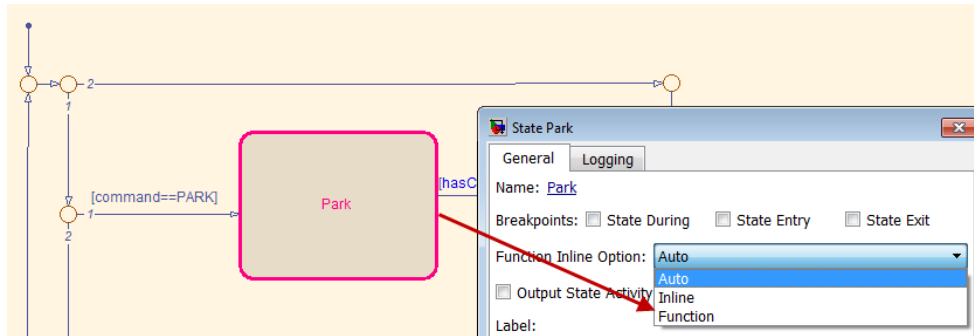 2
1
[command==PARK]
1
2
Park
[hasC
State Park
General Logging
Name: Park
Breakpoints: State During State Entry State Exit
Function Inline Option: Auto
Auto
Inline
Function
Output State Activity
Label: